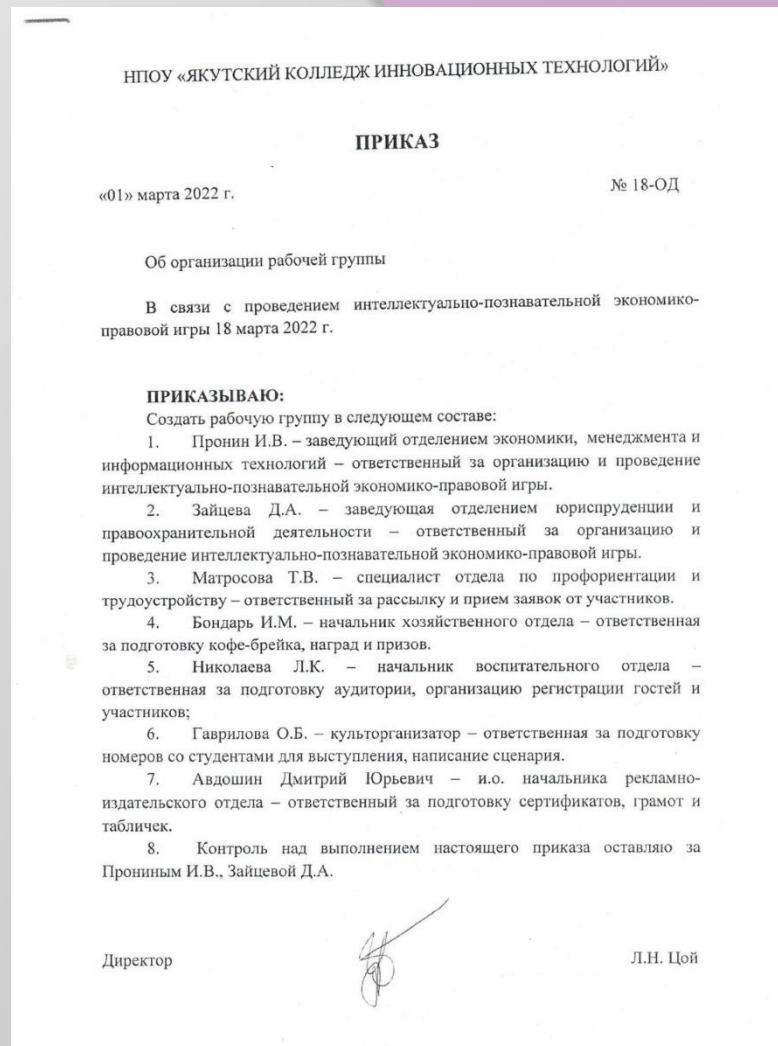 НПОУ «ЯКУТСКИЙ КОЛЛЕДЖ ИННОВАЦИОННЫХ ТЕХНОЛОГИЙ»
ПРИКАЗ
«01» марта 2022 г. № 18-ОД
Об организации рабочей группы
В связи с проведением интеллектуально-познавательной экономико-
правовой игры 18 марта 2022 г.
ПРИКАЗЫВАЮ:
Создать рабочую группу в следующем составе:
1. Пронин И.В. – заведующий отделением экономики, менеджмента и
информационных технологий – ответственный за организацию и проведение
интеллектуально-познавательной экономико-правовой игры.
2. Зайцева Д.А. – заведующая отделением юриспруденции и
правоохранительной деятельности – ответственный за организацию и
проведение интеллектуально-познавательной экономико-правовой игры.
3. Матросова Т.В. – специалист отдела по профориентации и
трудоустройству – ответственный за рассылку и прием заявок от участников.
4. Бондарь И.М. – начальник хозяйственного отдела – ответственная
за подготовку кофе-брейка, наград и призов.
5. Николаева Л.К. – начальник воспитательного отдела –
ответственная за подготовку аудитории, организацию регистрации гостей и
участников;
6. Гаврилова О.Б. – культорганизатор – ответственная за подготовку
номеров со студентами для выступления, написание сценария.
7. Авдошин Дмитрий Юрьевич – и.о. начальника рекламно-
издательского отдела – ответственный за подготовку сертификатов, грамот и
табличек.
8. Контроль над выполнением настоящего приказа оставляю за
Прониным И.В., Зайцевой Д.А.
Директор Л.Н. Цой